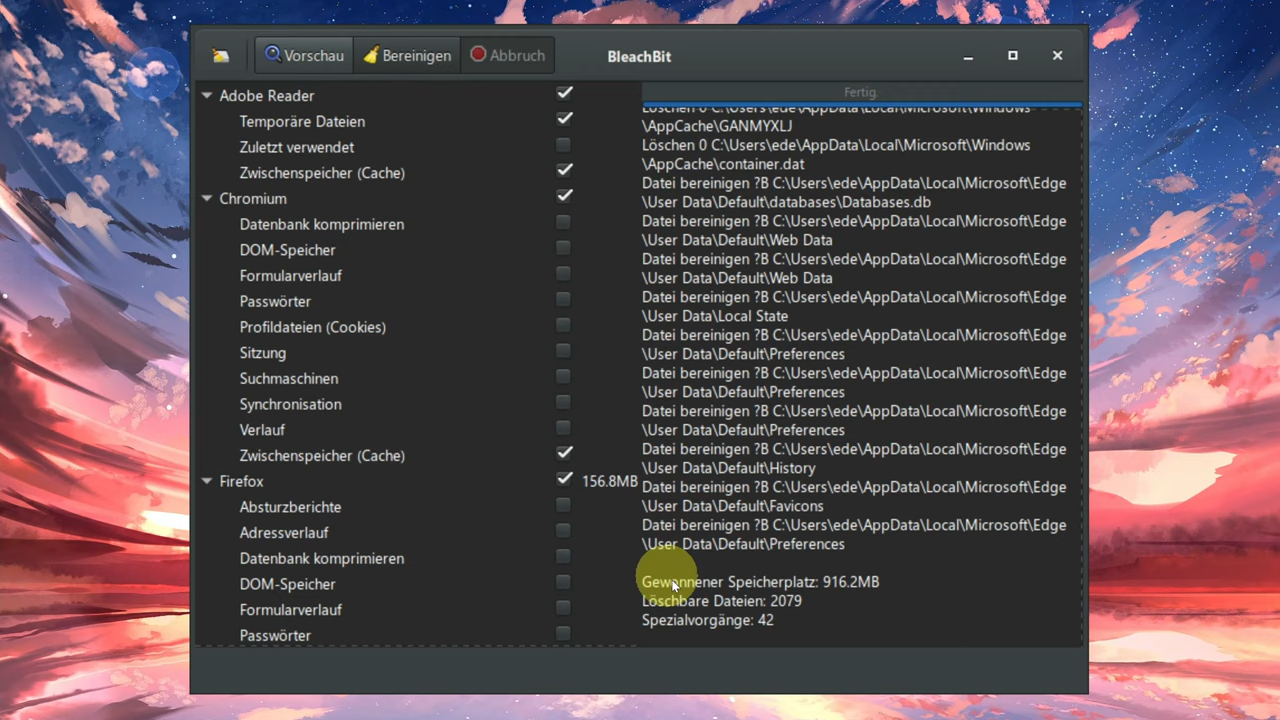 Vorschau
Bereinigen
Abbruch
BleachBit
Adobe Reader
Temporäre Dateien
Zuletzt verwendet
Zwischenspeicher (Cache)
Chromium
Datenbank komprimieren
DOM-Speicher
Formularverlauf
Passwörter
Profildateien (Cookies)
Sitzung
Suchmaschinen
Synchronisation
Verlauf
Zwischenspeicher (Cache)
Firefox 156.8MB
Absturzberichte
Adressverlauf
Datenbank komprimieren
DOM-Speicher
Formularverlauf
Passwörter
Fertig.
Löschen 0 C:\Users\ede\AppData\Local\Microsoft\Windows
\AppCache\GANMYXLJ
Löschen 0 C:\Users\ede\AppData\Local\Microsoft\Windows
\AppCache\container.dat
Datei bereinigen ?B C:\Users\ede\AppData\Local\Microsoft\Edge
\User Data\Default\databases\Databases.db
Datei bereinigen ?B C:\Users\ede\AppData\Local\Microsoft\Edge
\User Data\Default\Web Data
Datei bereinigen ?B C:\Users\ede\AppData\Local\Microsoft\Edge
\User Data\Default\Web Data
Datei bereinigen ?B C:\Users\ede\AppData\Local\Microsoft\Edge
\User Data\Local State
Datei bereinigen ?B C:\Users\ede\AppData\Local\Microsoft\Edge
\User Data\Default\Preferences
Datei bereinigen ?B C:\Users\ede\AppData\Local\Microsoft\Edge
\User Data\Default\Preferences
Datei bereinigen ?B C:\Users\ede\AppData\Local\Microsoft\Edge
\User Data\Default\Preferences
Datei bereinigen ?B C:\Users\ede\AppData\Local\Microsoft\Edge
\User Data\Default\History
Datei bereinigen ?B C:\Users\ede\AppData\Local\Microsoft\Edge
\User Data\Default\Favicons
Datei bereinigen ?B C:\Users\ede\AppData\Local\Microsoft\Edge
\User Data\Default\Preferences
Gewonnener Speicherplatz: 916.2MB
Löschbare Dateien: 2079
Spezialvorgänge: 42